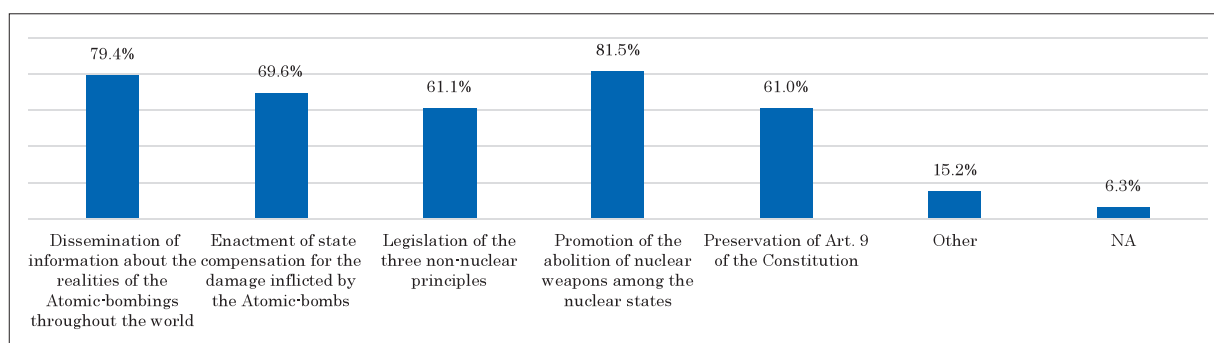 79.4%
69.6%
61.1%
81.5%
61.0%
15.2%
6.3%
Dissemination of
information about the
realities of the
Atomic-bombings
throughout the world
Enactment of state
compensation for the
damage inflicted by
the Atomic-bombs
Legislation of the
three non-nuclear
principles
Promotion of the
abolition of nuclear
weapons among the
nuclear states
Preservation of Art. 9
of the Constitution
Other
NA